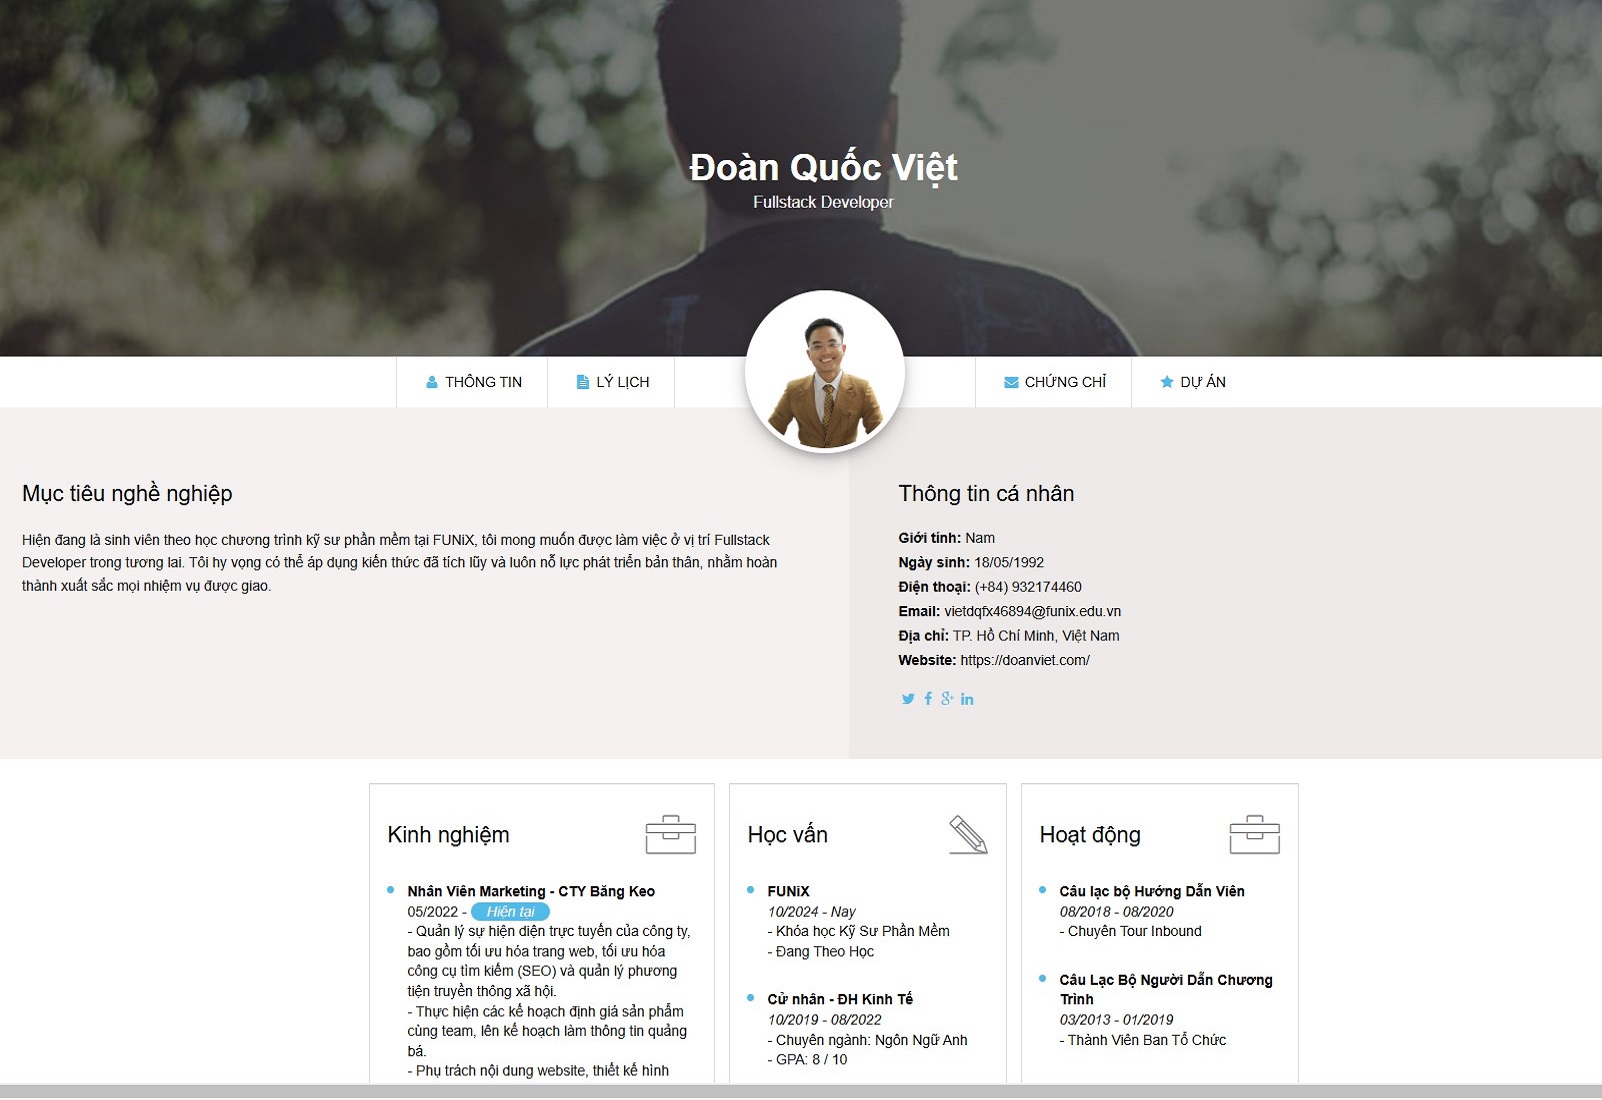 Đoàn Quốc Việt
Fullstack Developer
THÔNG TIN
LÝ LỊCH
CHỨNG CHỈ
DỰ ÁN
Mục tiêu nghề nghiệp
Hiện đang là sinh viên theo học chương trình kỹ sư phần mềm tại FUNiX, tôi mong muốn được làm việc ở vị trí Fullstack
Developer trong tương lai. Tôi hy vọng có thể áp dụng kiến thức đã tích lũy và luôn nỗ lực phát triển bản thân, nhằm hoàn
thành xuất sắc mọi nhiệm vụ được giao.
Thông tin cá nhân
Giới tính: Nam
Ngày sinh: 18/05/1992
Điện thoại: (+84) 932174460
Email: vietdqfx46894@funix.edu.vn
Địa chỉ: TP. Hồ Chí Minh, Việt Nam
Website: https://doanviet.com/
Kinh nghiệm
Nhân Viên Marketing - CTY Băng Keo
05/2022 - Hiện tại
- Quản lý sự hiện diện trực tuyến của công ty,
bao gồm tối ưu hóa trang web, tối ưu hóa
công cụ tìm kiếm (SEO) và quản lý phương
tiện truyền thông xã hội.
- Thực hiện các kế hoạch định giá sản phẩm
cùng team, lên kế hoạch làm thông tin quảng
bá.
- Phụ trách nội dung website, thiết kế hình
Học vấn
FUNiX
10/2024 - Nay
- Khóa học Kỹ Sư Phần Mềm
- Đang Theo Học
Cử nhân - ĐH Kinh Tế
10/2019 - 08/2022
- Chuyên ngành: Ngôn Ngữ Anh
- GPA: 8 / 10
Hoạt động
Câu lạc bộ Hướng Dẫn Viên
08/2018 - 08/2020
- Chuyên Tour Inbound
Câu Lạc Bộ Người Dẫn Chương
Trình
03/2013 - 01/2019
- Thành Viên Ban Tổ Chức